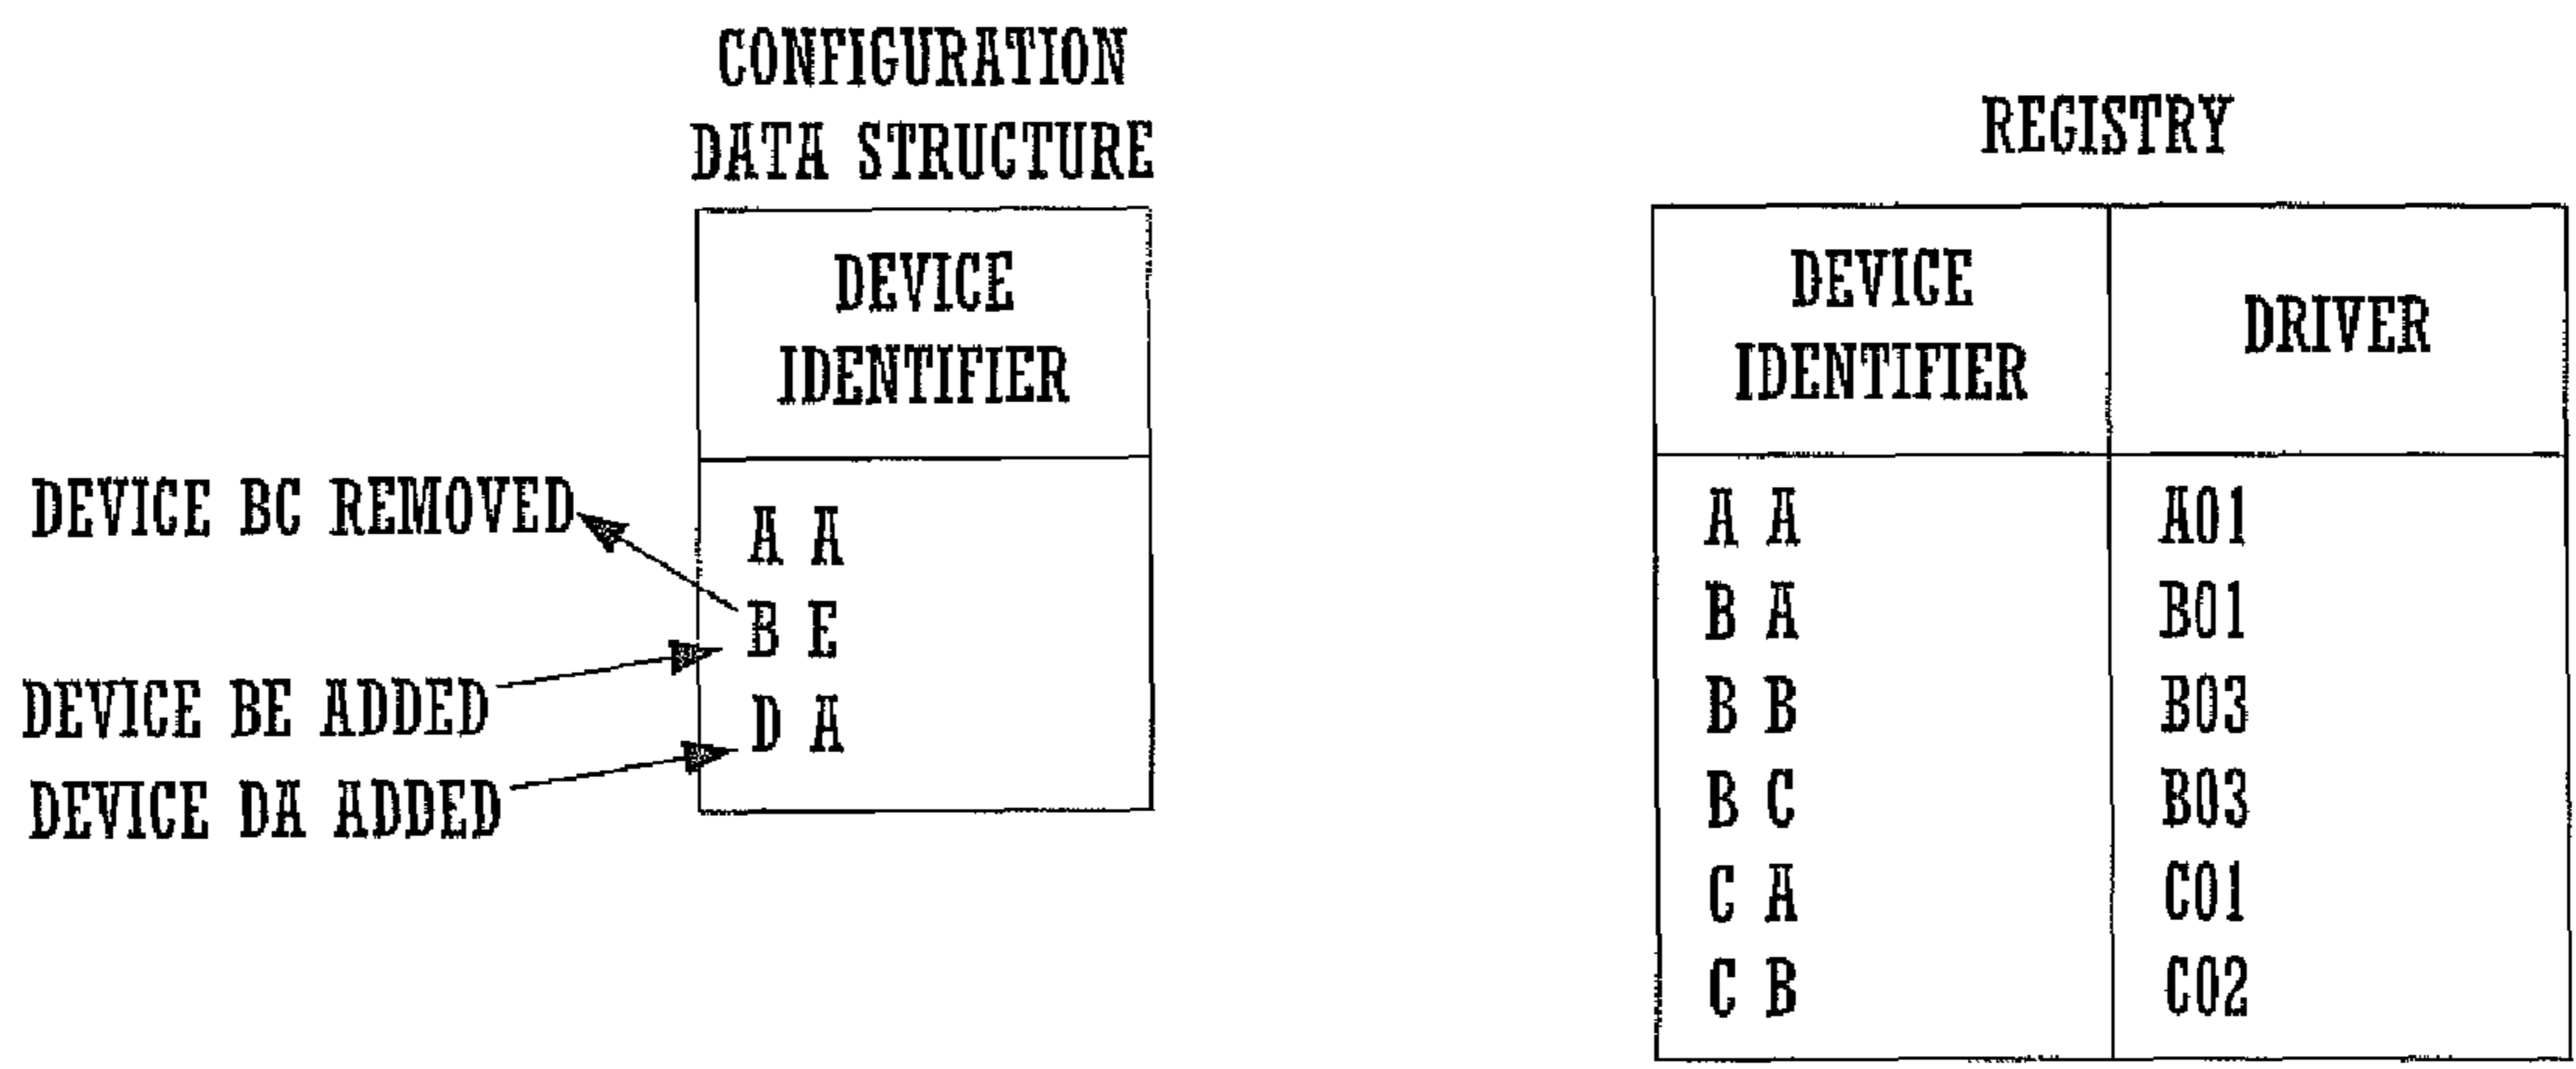 CONFIGURATION
DATA STRUCTURE
DEVICE
IDENTIFIER
A A
B E
D A
DEVICE BC REMOVED
DEVICE BE ADDED
DEVICE DA ADDED
REGISTRY
DEVICE
IDENTIFIER
DRIVER
A A A01
B A B01
B B B03
B C B03
C A C01
C B C02